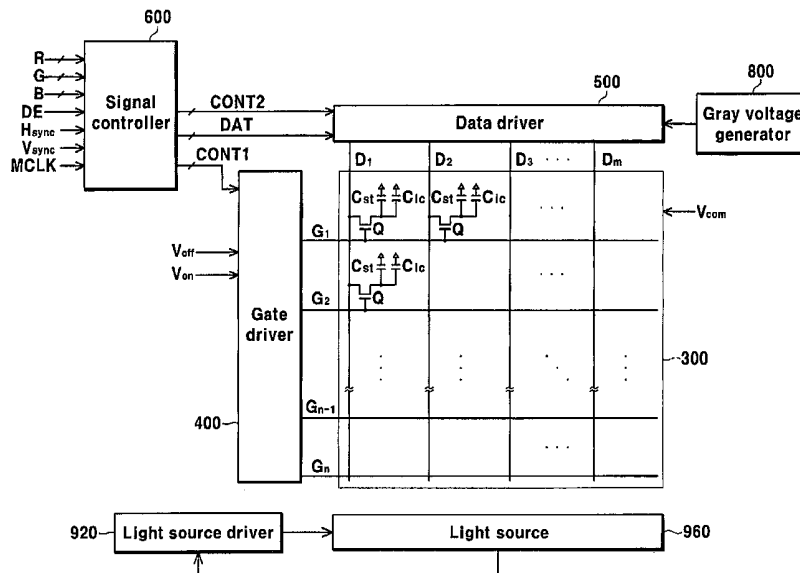 600
R
G
B
DE
Hsync
Vsync
MCLK
Signal controller
CONT2
DAT
CONT1
500
Data driver
800
Gray voltage generator
D1 D2 D3 · · · Dm
Cst Clc Cst Clc
Q Q
· · ·
Vcom
G1
Voff
Von
Cst Clc
Q
· · ·
G2
Gate driver
300
400
Gn-1
Gn
· · ·
920
Light source driver
Light source
960